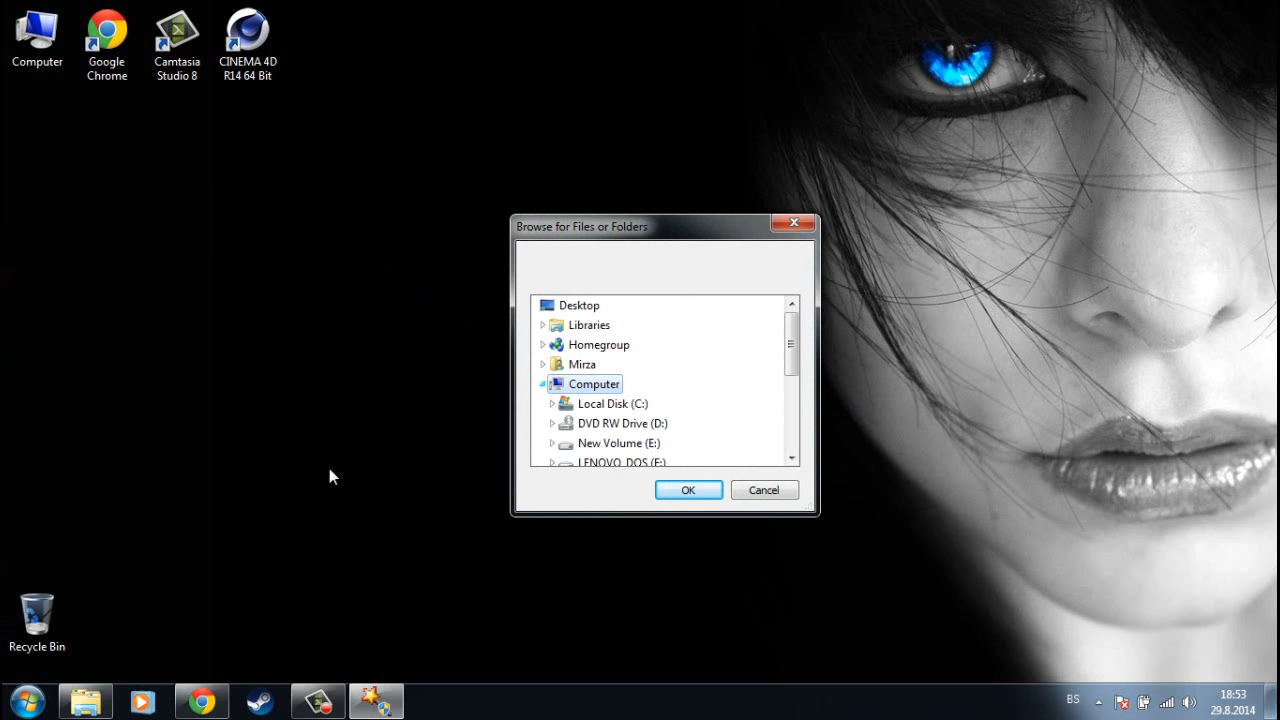 Computer
Google
Chrome
Camtasia
Studio 8
CINEMA 4D
R14 64 Bit
Browse for Files or Folders
Desktop
Libraries
Homegroup
Mirza
Computer
Local Disk (C:)
DVD RW Drive (D:)
New Volume (E:)
LENOVO_DOS (F:)
OK
Cancel
Recycle Bin
BS
18:53
29.8.2014